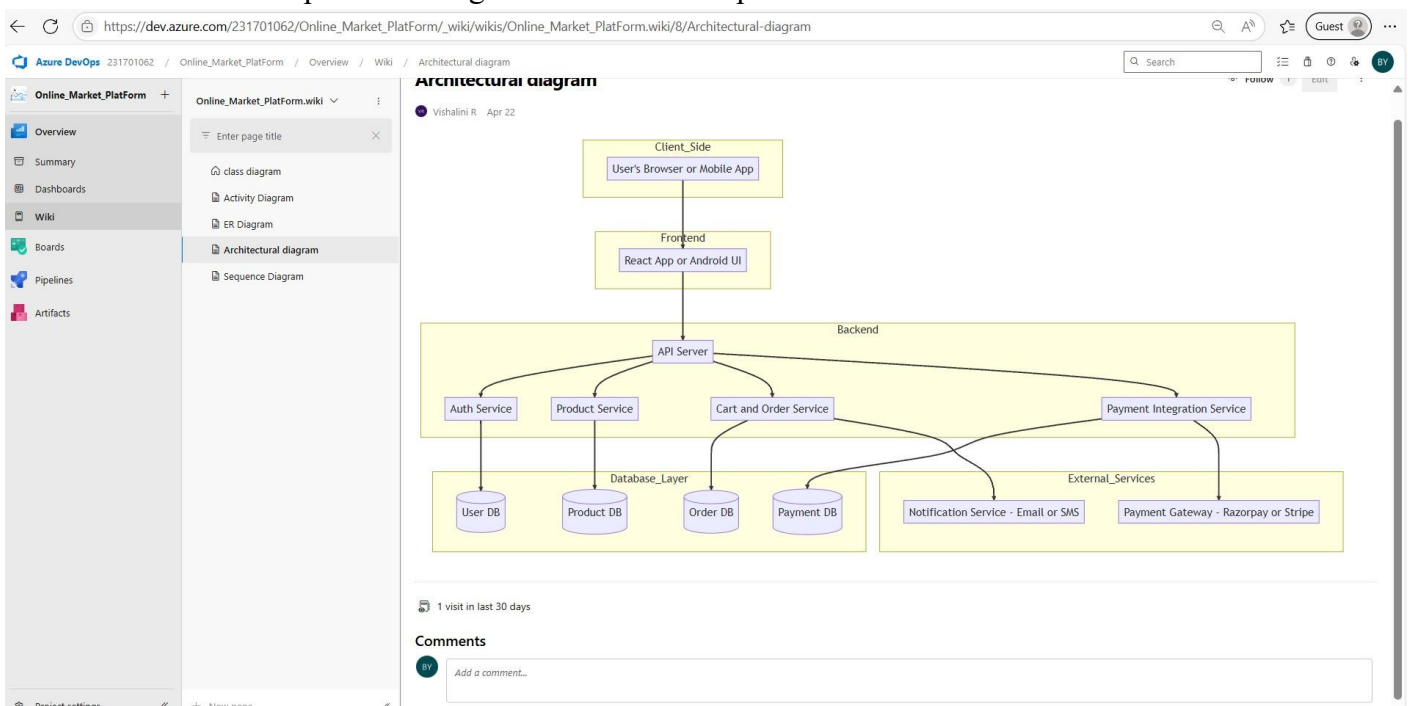 https://dev.azure.com/231701062/Online_Market_PlatForm/_wiki/wikis/Online_Market_PlatForm.wiki/8/Architectural-diagram
Guest
Azure DevOps 231701062 / Online_Market_PlatForm / Overview / Wiki / Architectural diagram
Search
BY
Online_Market_PlatForm +
Overview
Summary
Dashboards
Wiki
Boards
Pipelines
Artifacts
Project settings
Online_Market_PlatForm.wiki
Enter page title
class diagram
Activity Diagram
ER Diagram
Architectural diagram
Sequence Diagram
New page
Architectural diagram
Follow 1 Edit
Vishalini R Apr 22
Client_Side
User's Browser or Mobile App
Frontend
React App or Android UI
Backend
API Server
Auth Service Product Service Cart and Order Service Payment Integration Service
Database_Layer External_Services
User DB Product DB Order DB Payment DB Notification Service - Email or SMS Payment Gateway - Razorpay or Stripe
1 visit in last 30 days
Comments
BY
Add a comment...